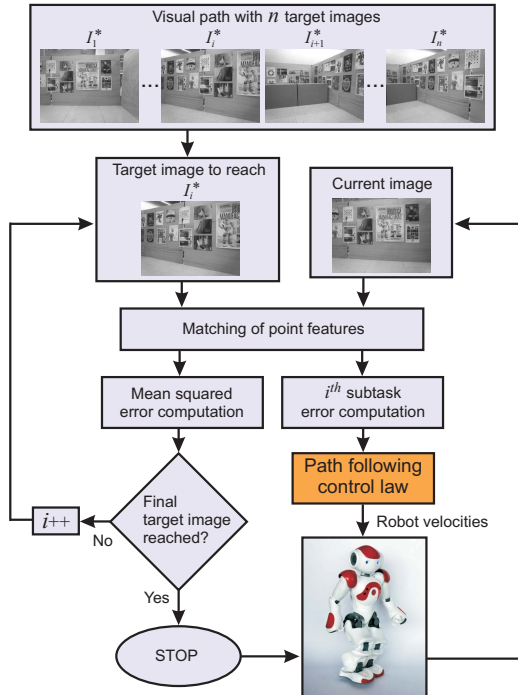 Visual path with n target images
I₁* Iᵢ* Iᵢ₊₁* Iₙ*
... ...
Target image to reach
Iᵢ*
Current image
Matching of point features
Mean squared
error computation
iᵗʰ subtask
error computation
Path following
control law
Final
target image
reached?
i++
No
Robot velocities
Yes
STOP